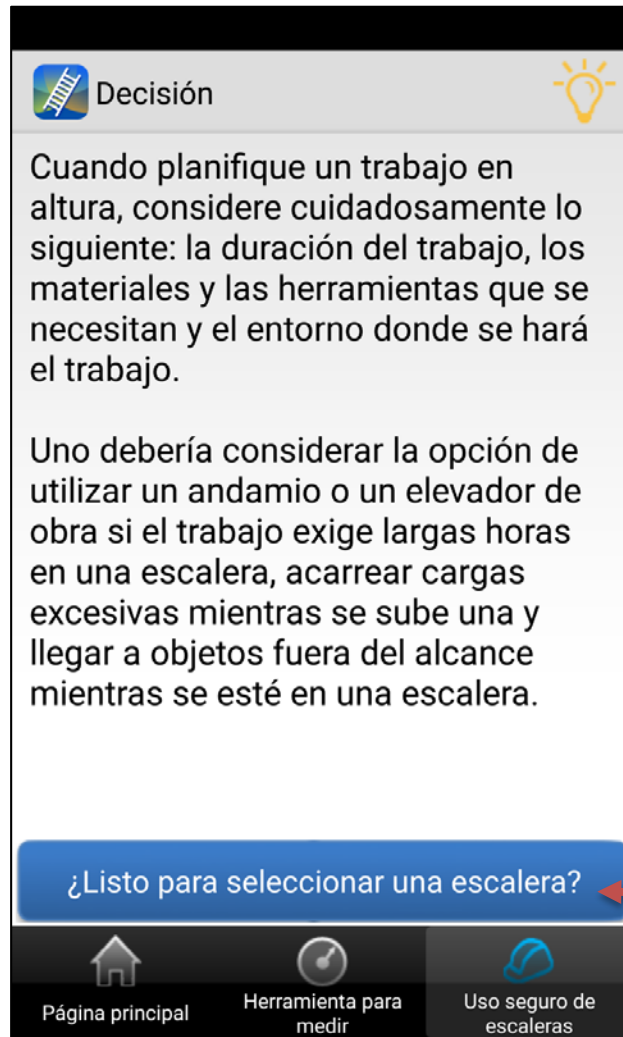 Decisión
Cuando planifique un trabajo en
altura, considere cuidadosamente lo
siguiente: la duración del trabajo, los
materiales y las herramientas que se
necesitan y el entorno donde se hará
el trabajo.
Uno debería considerar la opción de
utilizar un andamio o un elevador de
obra si el trabajo exige largas horas
en una escalera, acarrear cargas
excesivas mientras se sube una y
llegar a objetos fuera del alcance
mientras se esté en una escalera.
¿Listo para seleccionar una escalera?
Página principal
Herramienta para
medir
Uso seguro de
escaleras